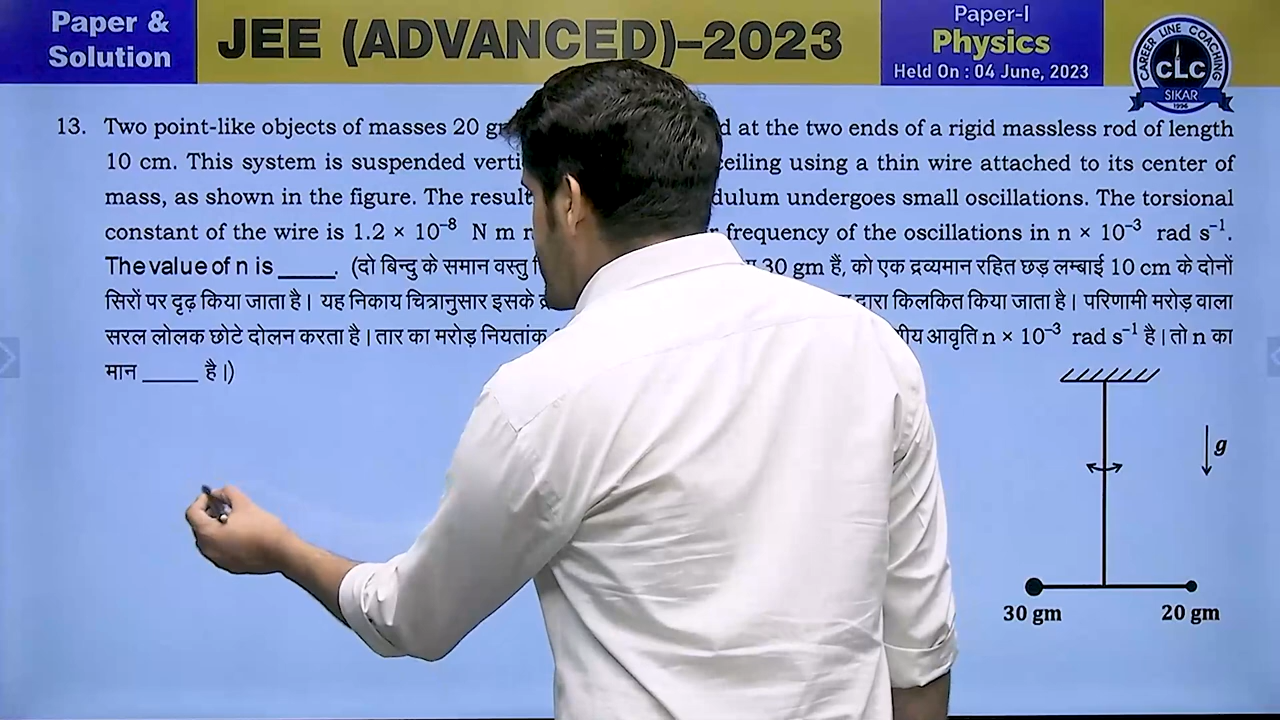 Paper &
Solution
JEE (ADVANCED)–2023
Paper-I
Physics
Held On : 04 June, 2023
CAREER LINE COACHING
CLC
SIKAR
1996
13. Two point-like objects of masses 20 d at the two ends of a rigid massless rod of length
10 cm. This system is suspended ceiling using a thin wire attached to its center of
mass, as shown in the figure. The undergoes small oscillations. The torsional
constant of the wire is 1.2 × 10⁻⁸ N m frequency of the oscillations in n × 10⁻³ rad s⁻¹.
The value of n is ____. (दो बिन्दु के समान वस्तु 30 gm हैं, को एक द्रव्यमान रहित छड़ लम्बाई 10 cm के दोनों
सिरों पर दृढ़ किया जाता है। यह निकाय चित्रानुसार इसके द्वारा किलकित किया जाता है। परिणामी मरोड़ वाला
सरल लोलक छोटे दोलन करता है। तार का मरोड़ नियतांक आवृति n × 10⁻³ rad s⁻¹ है। तो n का
मान ____ है।)
g
30 gm
20 gm